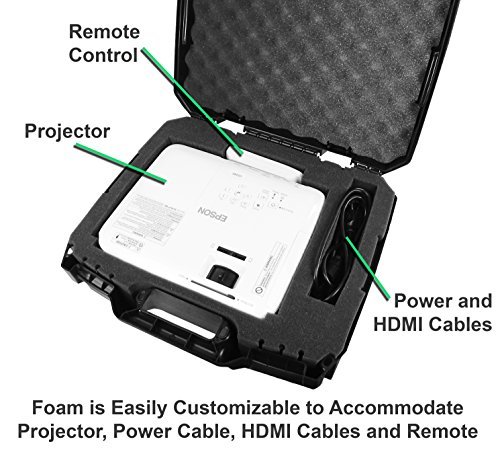 Remote
Control
Projector
EPSON
Power and
HDMI Cables
Foam is Easily Customizable to Accommodate
Projector, Power Cable, HDMI Cables and Remote